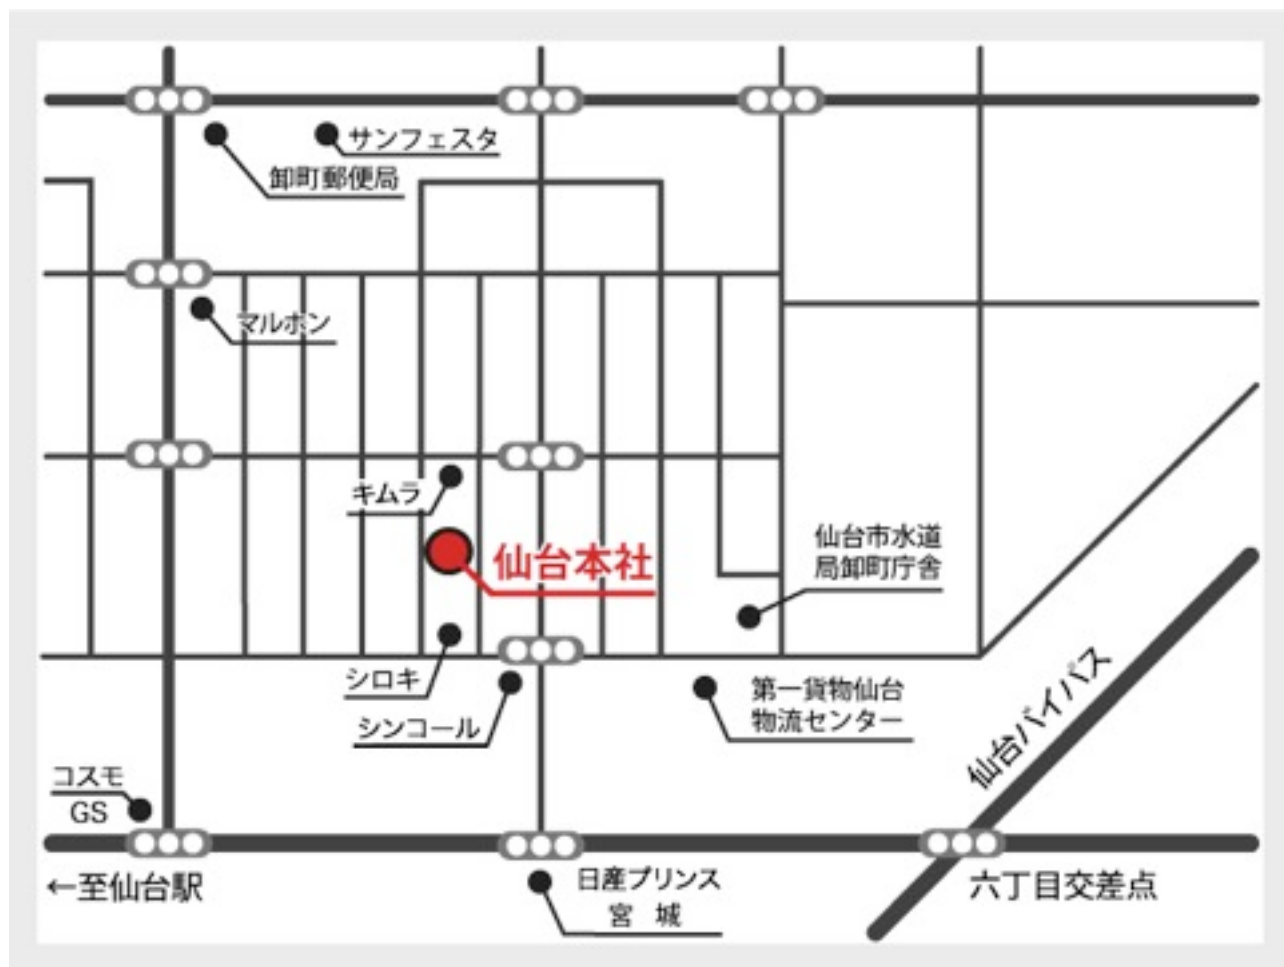 サンフェスタ
卸町郵便局
マルホン
キムラ
仙台本社
仙台市水道
局卸町庁舎
シロキ
シンコール
第一貨物仙台
物流センター
仙台バイパス
コスモ
GS
←至仙台駅
日産プリンス
宮 城
六丁目交差点